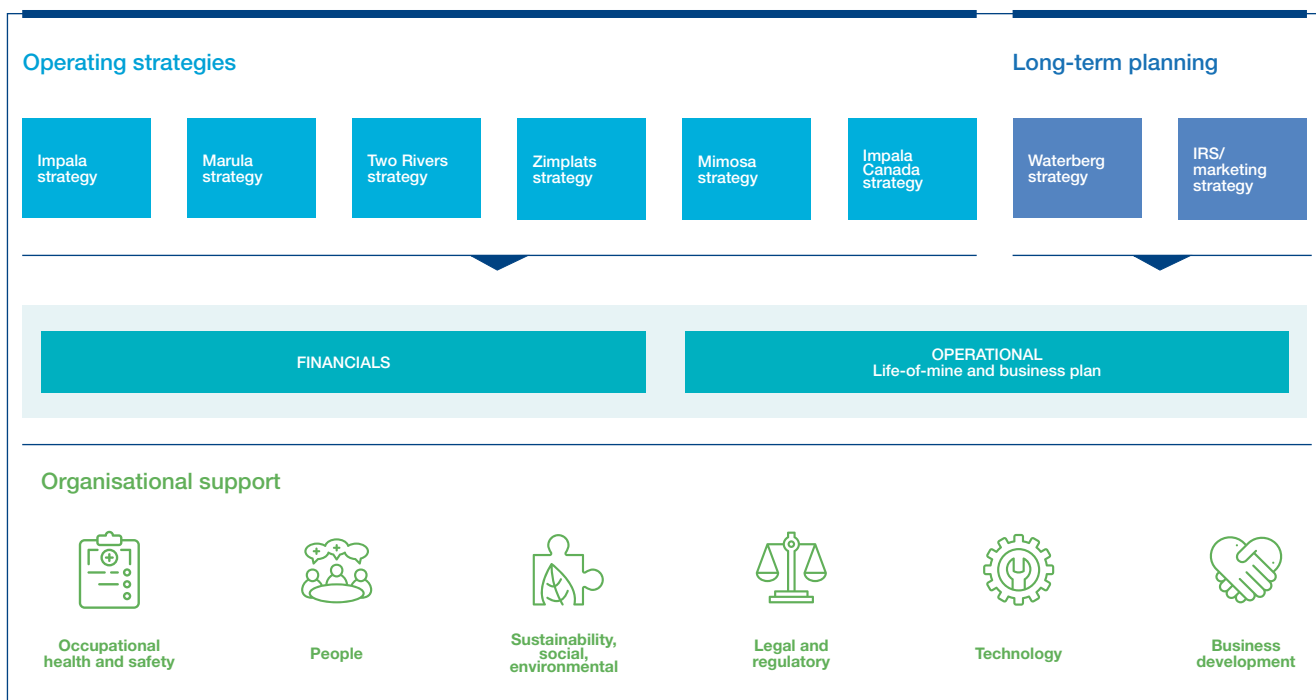 Operating strategies
Long-term planning
Impala
strategy
Marula
strategy
Two Rivers
strategy
Zimplats
strategy
Mimosa
strategy
Impala
Canada
strategy
Waterberg
strategy
IRS/
marketing
strategy
FINANCIALS
OPERATIONAL
Life-of-mine and business plan
Organisational support
Occupational
health and safety
People
Sustainability,
social,
environmental
Legal and
regulatory
Technology
Business
development